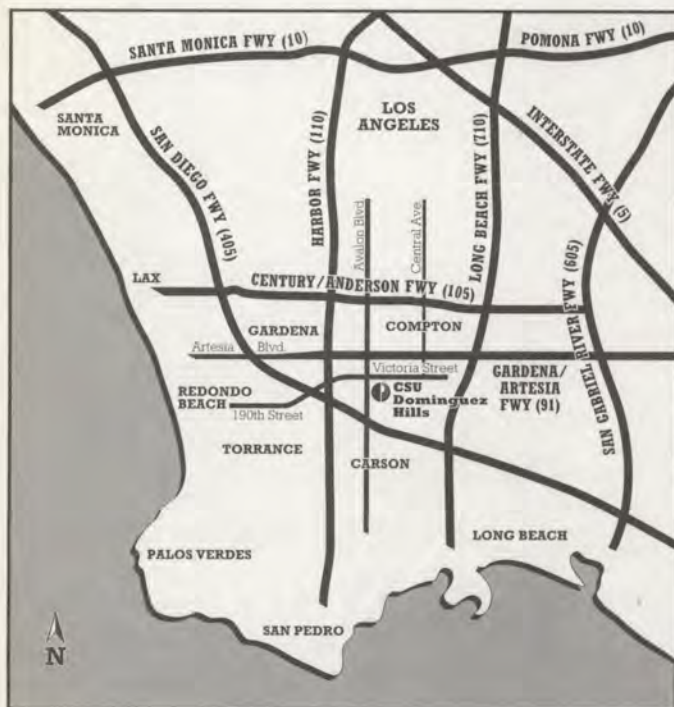 SANTA MONICA FWY (10)
POMONA FWY (10)
SANTA
MONICA
LOS
ANGELES
SAN DIEGO FWY (405)
HARBOR FWY (110)
Avalon Blvd.
Central Ave.
LONG BEACH FWY (710)
INTERSTATE FWY (5)
LAX
CENTURY/ANDERSON FWY (105)
SAN GABRIEL RIVER FWY (605)
GARDENA
COMPTON
Artesia Blvd.
Victoria Street
REDONDO
BEACH
190th Street
CSU
Dominguez
Hills
GARDENA/
ARTESIA
FWY (91)
TORRANCE
CARSON
LONG BEACH
PALOS VERDES
SAN PEDRO
N